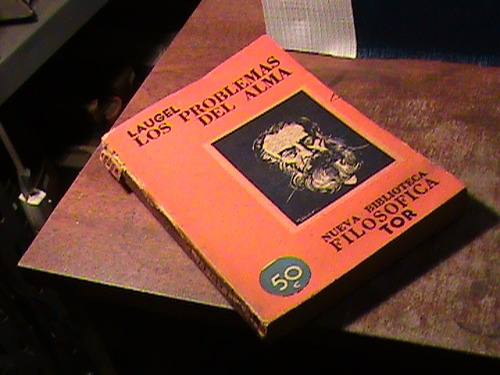 LAUGEL
LOS PROBLEMAS
DEL ALMA
NUEVA BIBLIOTECA
FILOSOFICA
TOR
50
c